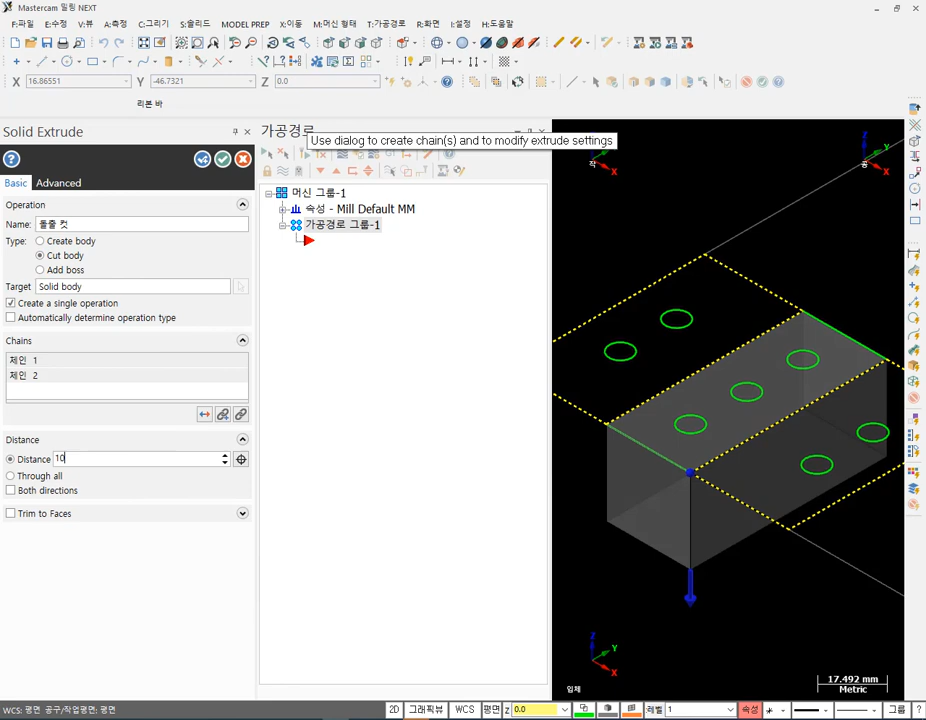 Mastercam 밀링 NEXT
F:파일 E:수정 V:뷰 A:측정 C:그리기 S:솔리드 MODEL PREP X:이동 M:머신 형태 T:가공경로 R:화면 I:설정 H:도움말
X 16.86551 Y -46.7321 Z 0.0
리본 바
Solid Extrude
가공경로
Use dialog to create chain(s) and to modify extrude settings
Basic Advanced
Operation
Name: 돌출 컷
Type: Create body
Cut body
Add boss
Target Solid body
Create a single operation
Automatically determine operation type
Chains
체인 1
체인 2
Distance
Distance 10
Through all
Both directions
Trim to Faces
머신 그룹-1
속성 - Mill Default MM
가공경로 그룹-1
Z
Y
X
Z
Y
X
Z
Y
X
입체
17.492 mm
Metric
WCS: 평면 공구/작업평면: 평면
2D 그래픽뷰 WCS 평면 Z 0.0 레벨 1 속성 그룹 ?